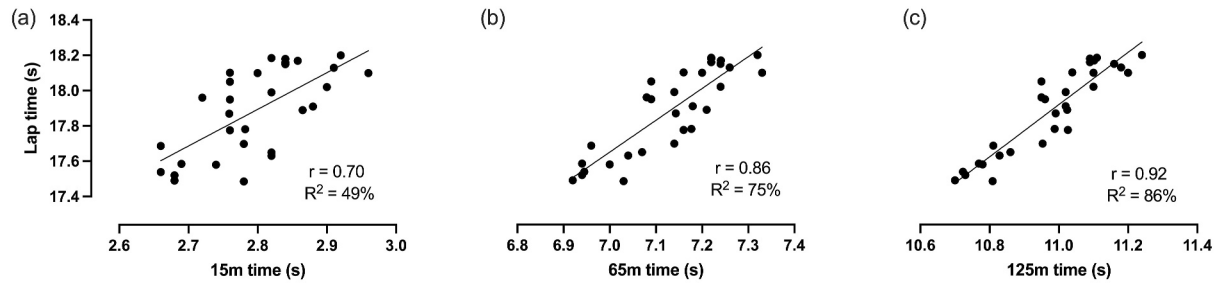 (a)
18.4
18.2
18.0
17.8
17.6
17.4
Lap time (s)
r = 0.70
R² = 49%
2.6 2.7 2.8 2.9 3.0
15m time (s)
(b)
r = 0.86
R² = 75%
6.8 6.9 7.0 7.1 7.2 7.3 7.4
65m time (s)
(c)
r = 0.92
R² = 86%
10.6 10.8 11.0 11.2 11.4
125m time (s)